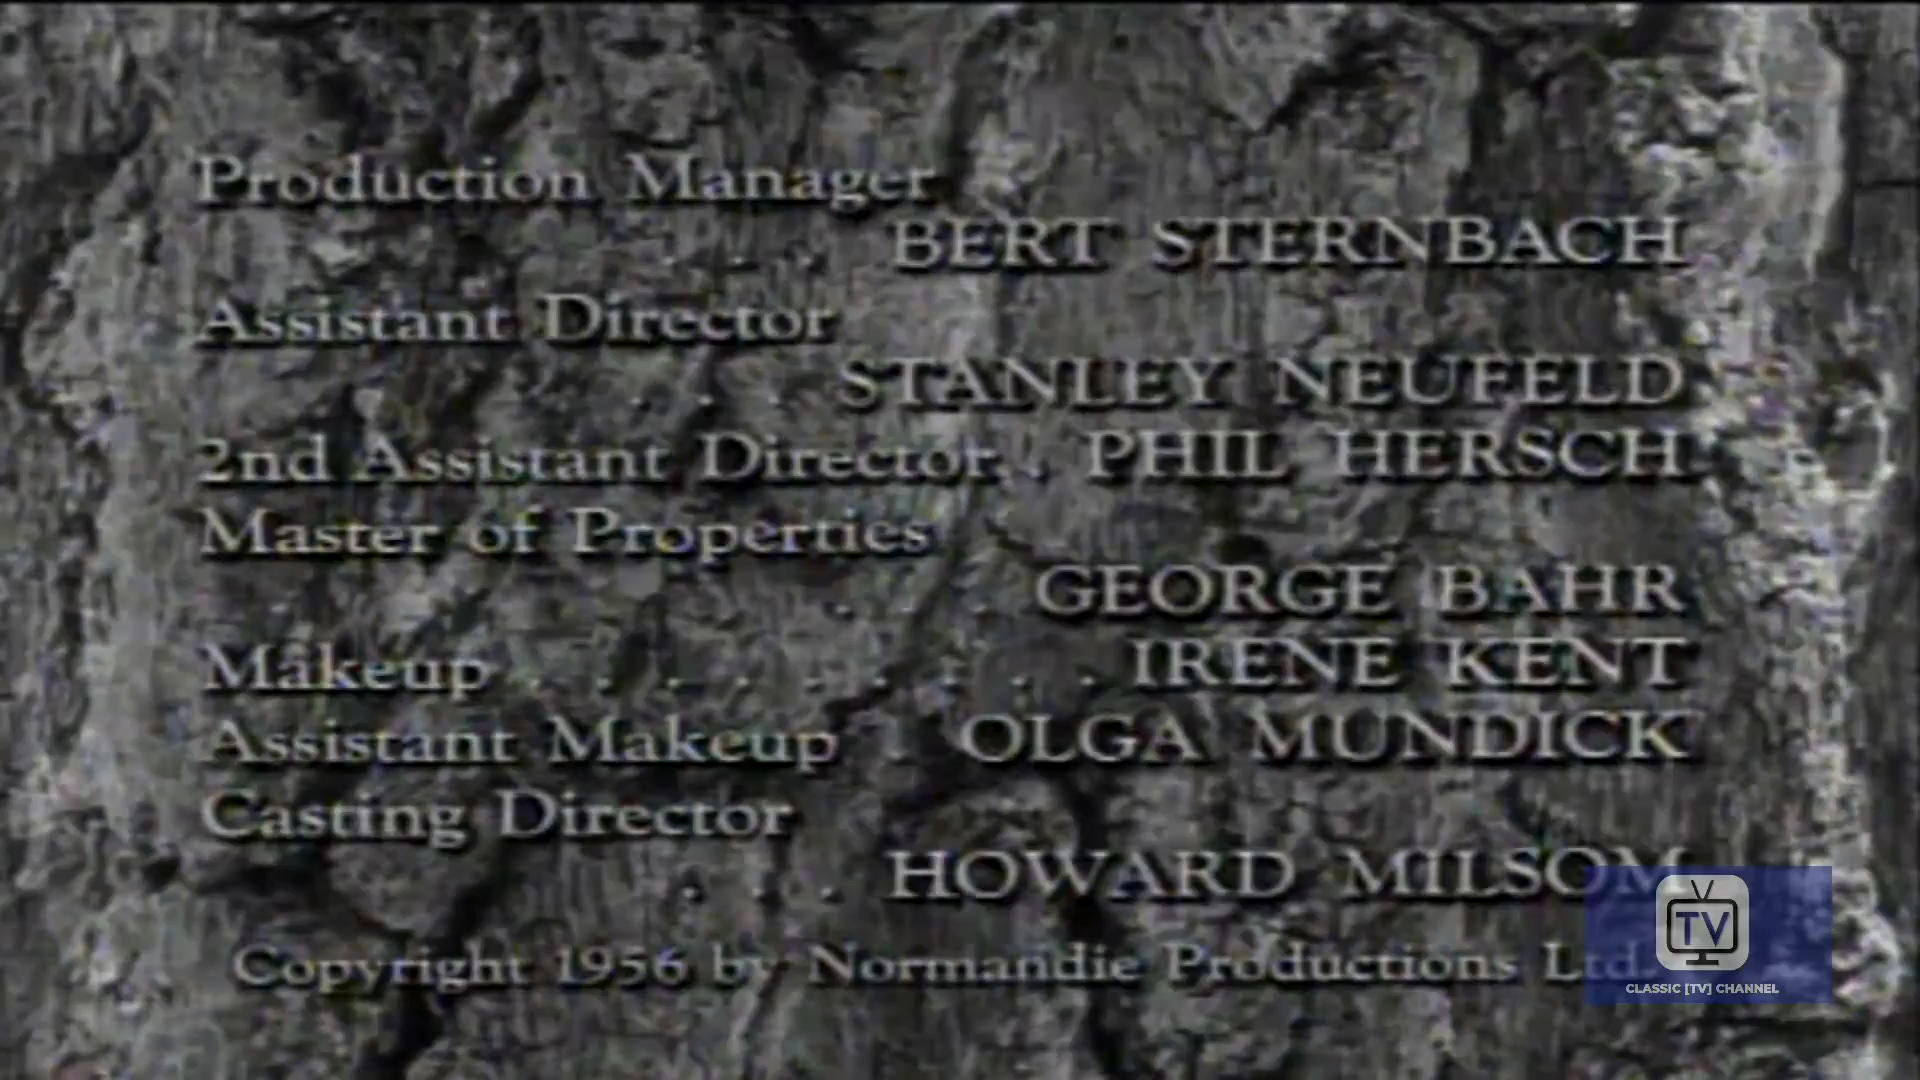 Production Manager
. . . BERT STERNBACH
Assistant Director
. . . STANLEY NEUFELD
2nd Assistant Director . PHIL HERSCH
Master of Properties
. . . GEORGE BAHR
Makeup . . . . . . . . . IRENE KENT
Assistant Makeup . OLGA MUNDICK
Casting Director
. . . HOWARD MILSOM
Copyright 1956 by Normandie Productions Ltd.
TV
CLASSIC [TV] CHANNEL